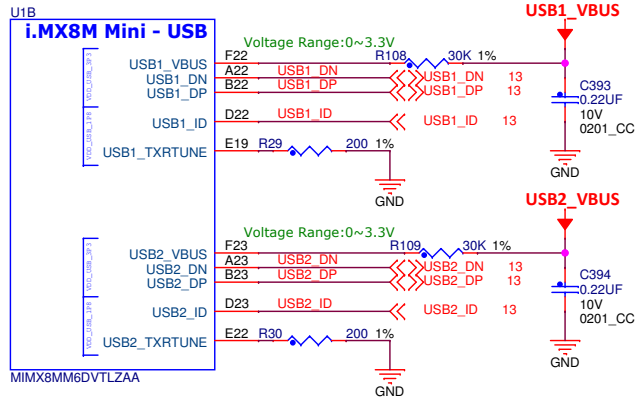 U1B
USB1_VBUS
i.MX8M Mini - USB
Voltage Range:0~3.3V
VDD_USB_3P3
USB1_VBUS F22 R108 30K 1%
USB1_DN A22 USB1_DN USB1_DN 13
USB1_DP B22 USB1_DP USB1_DP 13
C393
0.22UF
10V
0201_CC
VDD_USB_1P8
USB1_ID D22 USB1_ID USB1_ID 13
USB1_TXRTUNE E19 R29 200 1%
GND
GND
USB2_VBUS
Voltage Range:0~3.3V
VDD_USB_3P3
USB2_VBUS F23 R109 30K 1%
USB2_DN A23 USB2_DN USB2_DN 13
USB2_DP B23 USB2_DP USB2_DP 13
C394
0.22UF
10V
0201_CC
VDD_USB_1P8
USB2_ID D23 USB2_ID USB2_ID 13
USB2_TXRTUNE E22 R30 200 1%
GND
GND
MIMX8MM6DVTLZAA